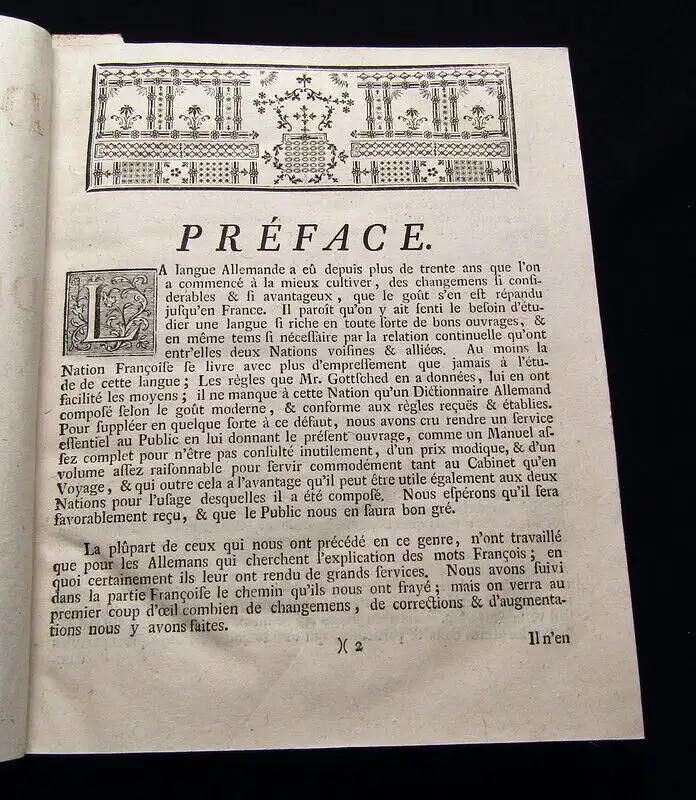 PRÉFACE.
LA langue Allemande a eû depuis plus de trente ans que l'on
a commencé à la mieux cultiver, des changemens ſi conſi-
derables & ſi avantageux, que le goût s'en eſt répandu
juſqu'en France. Il paroît qu'on y ait ſenti le beſoin d'étu-
dier une langue ſi riche en toute ſorte de bons ouvrages, &
en même tems ſi néceſſaire par la relation continuelle qu'ont
entr'elles deux Nations voiſines & alliées. Au moins la
Nation Françoiſe ſe livre avec plus d'empreſſement que jamais à l'étu-
de de cette langue; Les règles que Mr. Gottſched en a données, lui en ont
facilité les moyens; il ne manque à cette Nation qu'un Dictionnaire Allemand
compoſé ſelon le goût moderne, & conforme aux règles reçuës & établies.
Pour ſuppléer en quelque ſorte à ce défaut, nous avons cru rendre un ſervice
eſſentiel au Public en lui donnant le préſent ouvrage, comme un Manuel aſ-
ſez complet pour n'être pas conſulté inutilement, d'un prix modique, & d'un
volume aſſez raiſonnable pour ſervir commodément tant au Cabinet qu'en
Voyage, & qui outre cela a l'avantage qu'il peut être utile également aux deux
Nations pour l'uſage desquelles il a été compoſé. Nous eſpérons qu'il ſera
favorablement reçu, & que le Public nous en ſaura bon gré.
La plûpart de ceux qui nous ont précédé en ce genre, n'ont travaillé
que pour les Allemans qui cherchent l'explication des mots François; en
quoi certainement ils leur ont rendu de grands ſervices. Nous avons ſuivi
dans la partie Françoiſe le chemin qu'ils nous ont frayé; mais on verra au
premier coup d'œil combien de changemens, de corrections & d'augmenta-
tions nous y avons faites.
)( 2 Il n'en